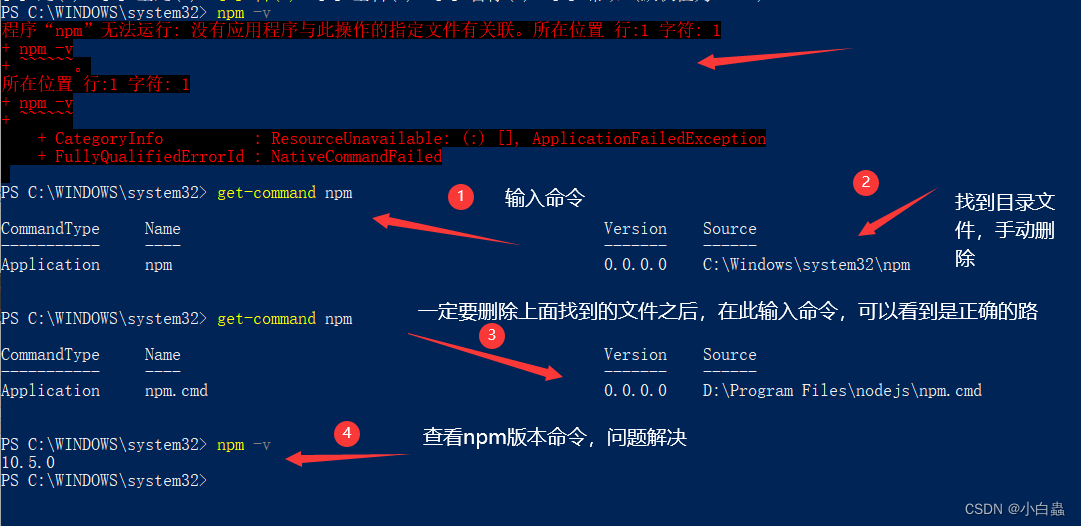 PS C:\WINDOWS\system32> npm -v
程序“npm”无法运行: 没有应用程序与此操作的指定文件有关联。所在位置 行:1 字符: 1
+ npm -v
+ ~~~~~~。
所在位置 行:1 字符: 1
+ npm -v
+ ~~~~~~
+ CategoryInfo : ResourceUnavailable: (:) [], ApplicationFailedException
+ FullyQualifiedErrorId : NativeCommandFailed
PS C:\WINDOWS\system32> get-command npm
1 输入命令
2
找到目录文
件，手动删
除
CommandType Name Version Source
----------- ---- ------- ------
Application npm 0.0.0.0 C:\Windows\system32\npm
一定要删除上面找到的文件之后，在此输入命令，可以看到是正确的路
PS C:\WINDOWS\system32> get-command npm
3
CommandType Name Version Source
----------- ---- ------- ------
Application npm.cmd 0.0.0.0 D:\Program Files\nodejs\npm.cmd
PS C:\WINDOWS\system32> npm -v
4 查看npm版本命令，问题解决
10.5.0
PS C:\WINDOWS\system32>
CSDN @小白蟲